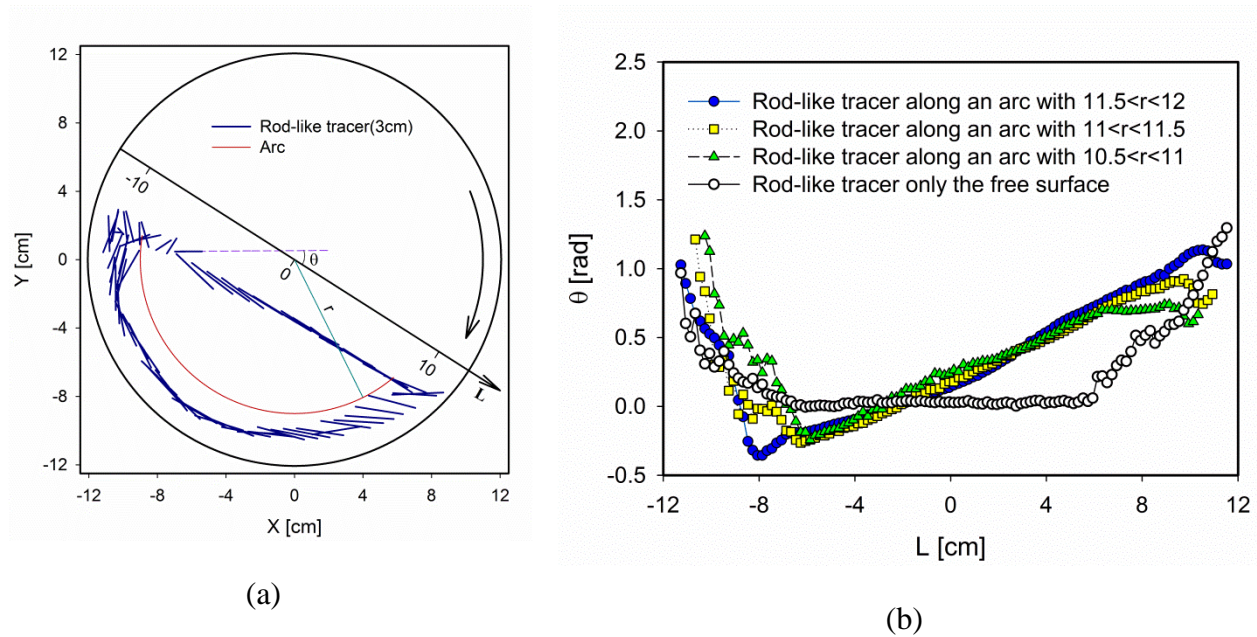 12
8
4
0
-4
-8
-12
Y [cm]
-12
-8
-4
0
4
8
12
X [cm]
Rod-like tracer(3cm)
Arc
-10
0
θ
r
10
L
(a)
2.5
2.0
1.5
1.0
0.5
0.0
-0.5
θ [rad]
Rod-like tracer along an arc with 11.5<r<12
Rod-like tracer along an arc with 11<r<11.5
Rod-like tracer along an arc with 10.5<r<11
Rod-like tracer only the free surface
-12
-8
-4
0
4
8
12
L [cm]
(b)